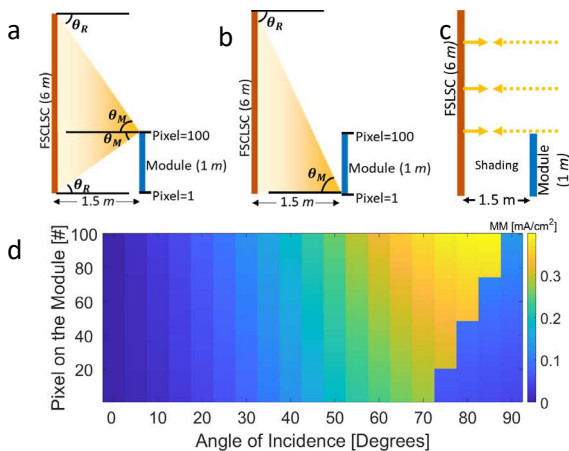 a
θR
FSCLSC (6 m)
θM
θM
θR
Pixel=100
Module (1 m)
Pixel=1
1.5 m
b
θR
FSCLSC (6 m)
θM
Pixel=100
Module (1 m)
Pixel=1
1.5 m
c
FSLSC (6 m)
Shading
Module (1 m)
1.5 m
d
MM [mA/cm²]
Pixel on the Module [#]
100
80
60
40
20
0 10 20 30 40 50 60 70 80 90
Angle of Incidence [Degrees]
0.4
0.3
0.2
0.1
0